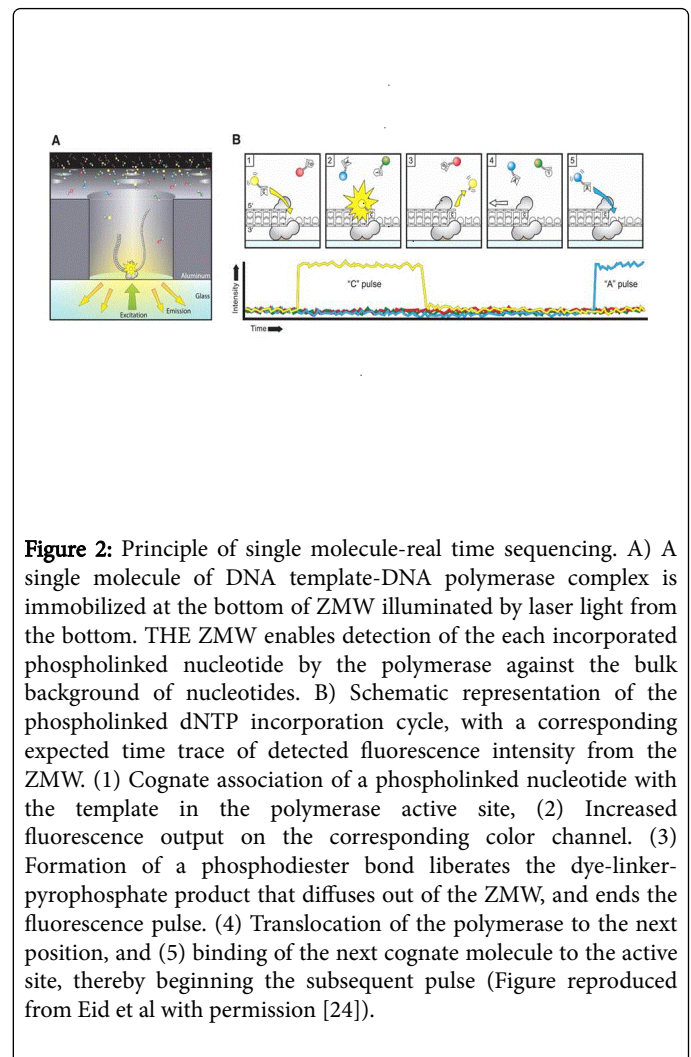 A
B
1
2
3
4
5
5'
3'
Aluminum
Glass
Excitation
Emission
Intensity
"C" pulse
"A" pulse
Time
Figure 2: Principle of single molecule-real time sequencing. A) A
single molecule of DNA template-DNA polymerase complex is
immobilized at the bottom of ZMW illuminated by laser light from
the bottom. THE ZMW enables detection of the each incorporated
phospholinked nucleotide by the polymerase against the bulk
background of nucleotides. B) Schematic representation of the
phospholinked dNTP incorporation cycle, with a corresponding
expected time trace of detected fluorescence intensity from the
ZMW. (1) Cognate association of a phospholinked nucleotide with
the template in the polymerase active site, (2) Increased
fluorescence output on the corresponding color channel. (3)
Formation of a phosphodiester bond liberates the dye-linker-
pyrophosphate product that diffuses out of the ZMW, and ends the
fluorescence pulse. (4) Translocation of the polymerase to the next
position, and (5) binding of the next cognate molecule to the active
site, thereby beginning the subsequent pulse (Figure reproduced
from Eid et al with permission [24]).